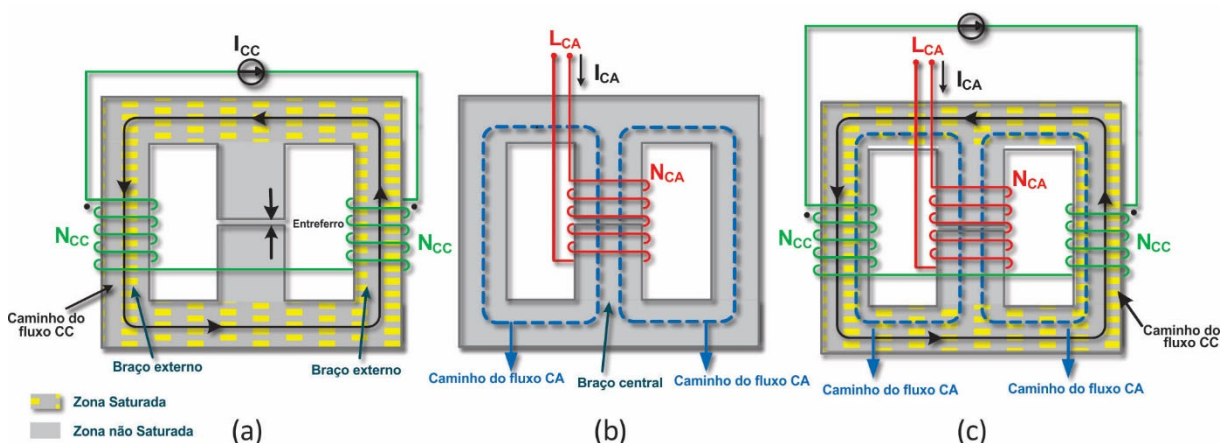 I_CC
Entreferro
N_CC
N_CC
Caminho do
fluxo CC
Braço externo
Braço externo
Zona Saturada
Zona não Saturada
(a)
L_CA
I_CA
N_CA
Caminho do fluxo CA
Braço central
Caminho do fluxo CA
(b)
L_CA
I_CA
N_CA
N_CC
N_CC
Caminho do
fluxo CC
Caminho do fluxo CA
Caminho do fluxo CA
(c)